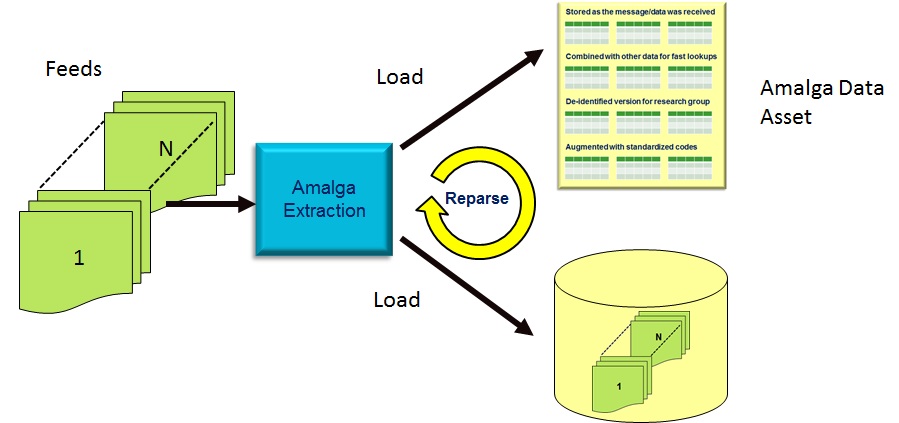 Feeds
N
1
Amalga
Extraction
Load
Reparse
Load
Stored as the message/data was received
Combined with other data for fast lookups
De-identified version for research group
Augmented with standardized codes
Amalga Data
Asset
N
1